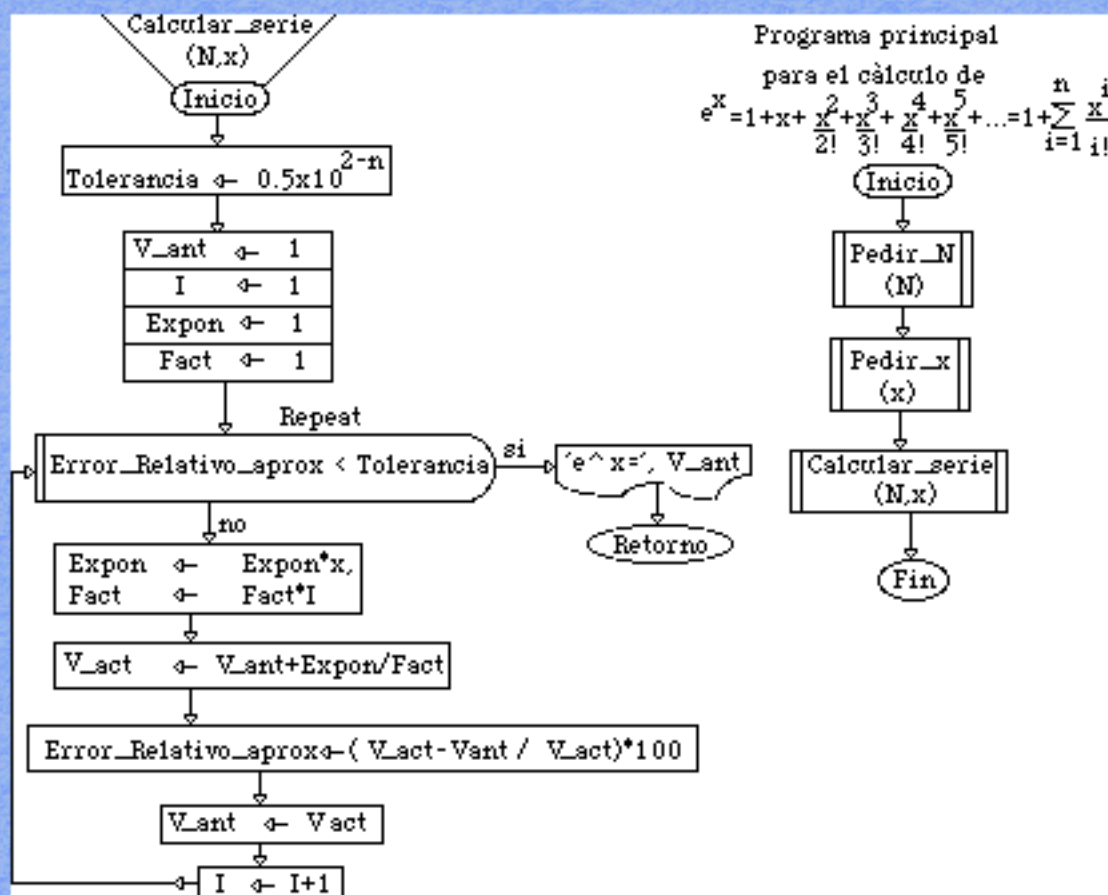 Calcular_serie
(N,x)
Inicio
Tolerancia ← 0.5x10^2-n
V_ant ← 1
I ← 1
Expon ← 1
Fact ← 1
Repeat
Error_Relativo_aprox < Tolerancia
si
'e^x=', V_ant
Retorno
no
Expon ← Expon*x,
Fact ← Fact*I
V_act ← V_ant+Expon/Fact
Error_Relativo_aprox←( V_act-Vant / V_act)*100
V_ant ← Vact
I ← I+1
Programa principal
para el càlculo de
e^x=1+x+ x^2/2!+x^3/3!+ x^4/4!+x^5/5!+...=1+∑ n i=1 x^i/i!
Inicio
Pedir_N
(N)
Pedir_x
(x)
Calcular_serie
(N,x)
Fin